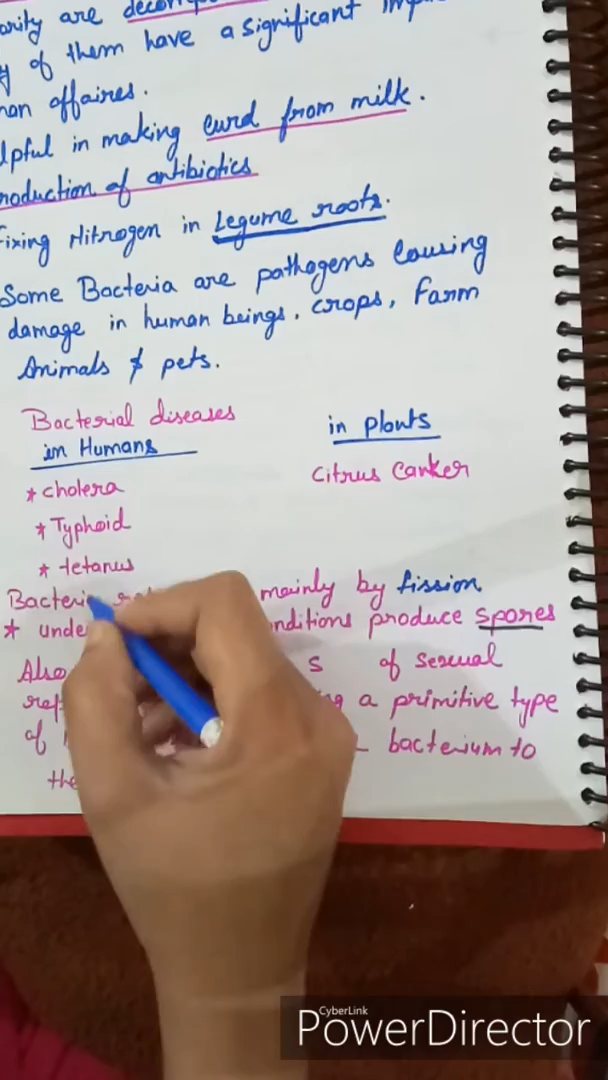 ority are
of them have a significant
affaires.
lpful in making curd from milk.
roduction of antibiotics
ixing Nitrogen in Legume roots.
Some Bacteria are pathogens causing
damage in human beings, crops, Farm
Animals & pets.
Bacterial diseases
in Humans
in plants
Citrus Canker
* cholera
* Typhoid
* tetanus
Bacteri mainly by fission
* unde nditions produce spores
Also s of sexual
rep a primitive type
of bacterium to
the
CyberLink
PowerDirector